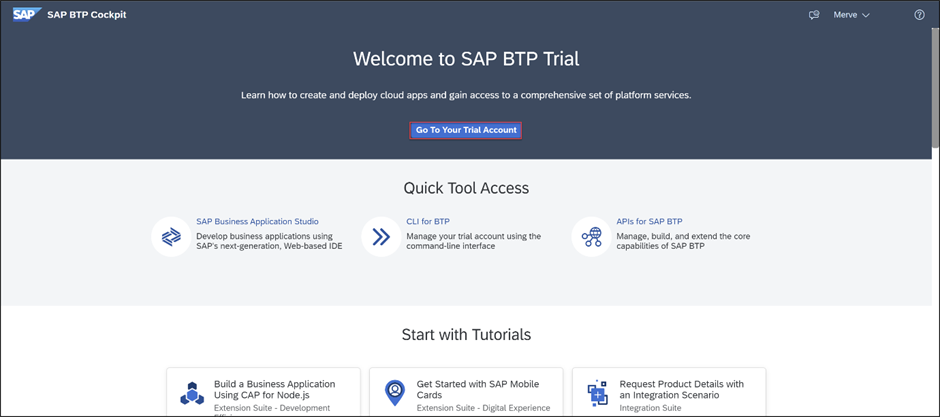 SAP SAP BTP Cockpit Merve
Welcome to SAP BTP Trial
Learn how to create and deploy cloud apps and gain access to a comprehensive set of platform services.
Go To Your Trial Account
Quick Tool Access
SAP Business Application Studio
Develop business applications using
SAP's next-generation, Web-based IDE
CLI for BTP
Manage your trial account using the
command-line interface
APIs for SAP BTP
Manage, build, and extend the core
capabilities of SAP BTP
Start with Tutorials
Build a Business Application
Using CAP for Node.js
Extension Suite - Development
Get Started with SAP Mobile
Cards
Extension Suite - Digital Experience
Request Product Details with
an Integration Scenario
Integration Suite